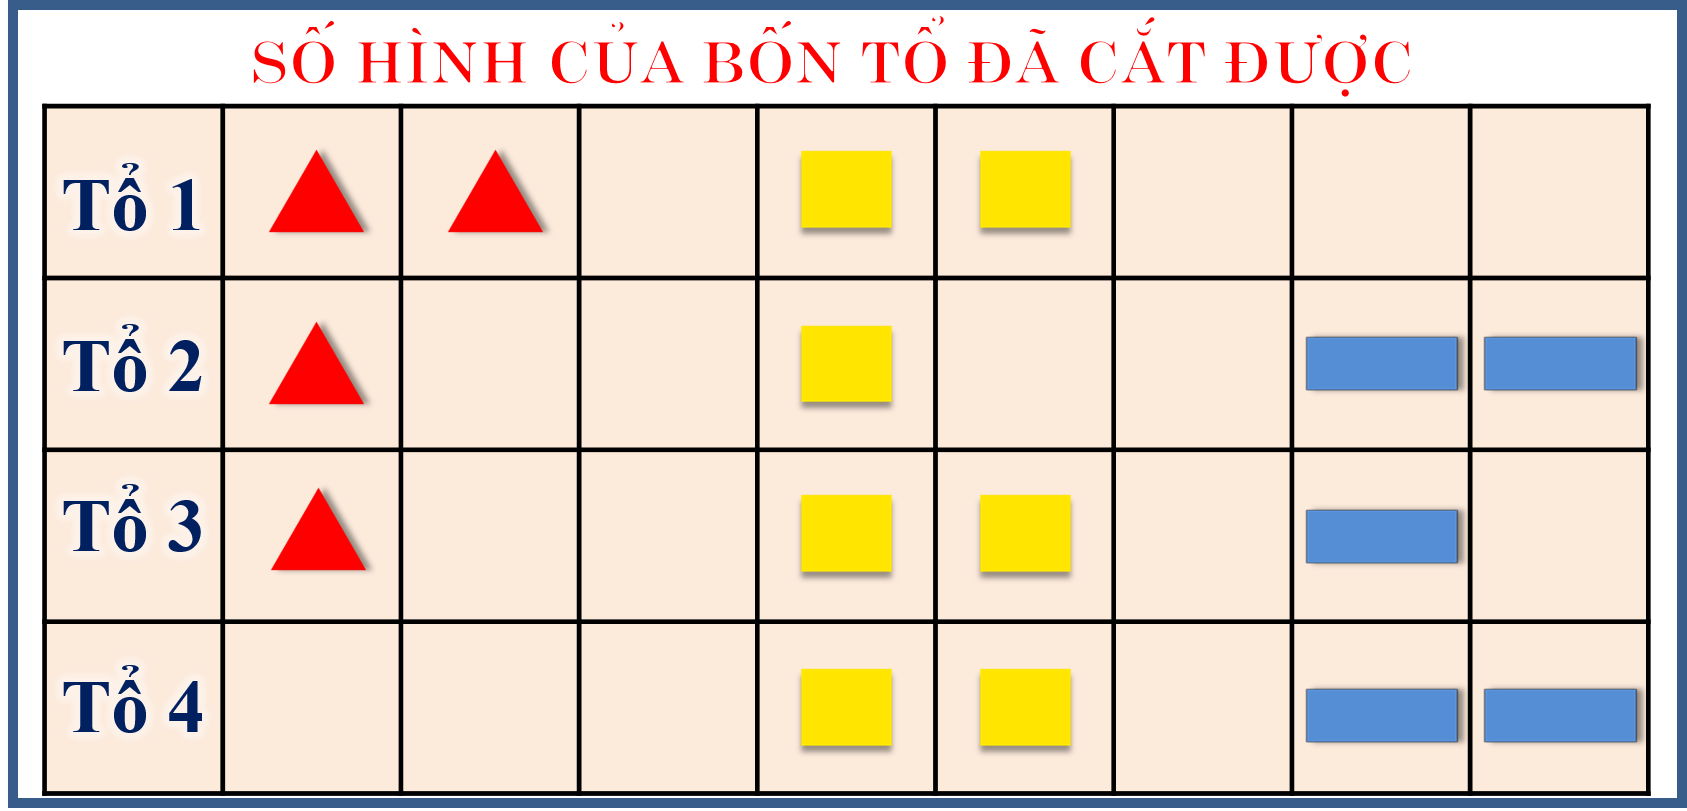 SỐ HÌNH CỦA BỐN TỔ ĐÃ CẮT ĐƯỢC
Tổ 1
Tổ 2
Tổ 3
Tổ 4